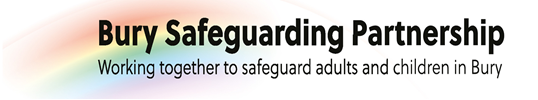 Bury Safeguarding Partnership
Working together to safeguard adults and children in Bury